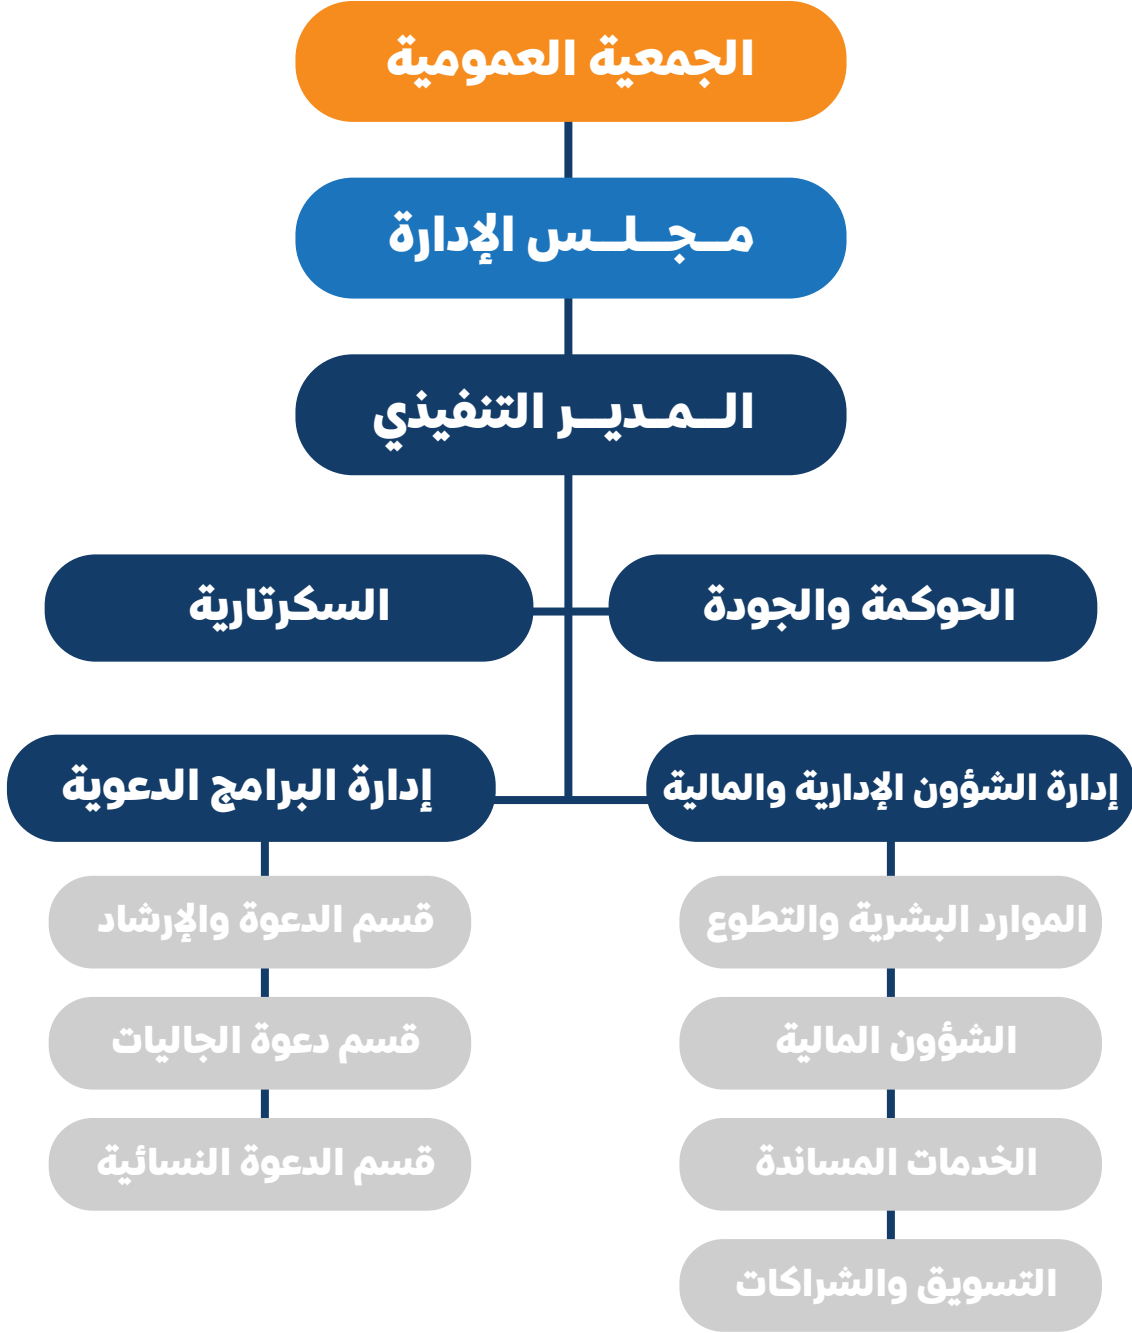 الجمعية العمومية
مـجـلـس الإدارة
الـمـديـر التنفيذي
الحوكمة والجودة
السكرتارية
إدارة الشؤون الإدارية والمالية
إدارة البرامج الدعوية
الموارد البشرية والتطوع
قسم الدعوة والإرشاد
الشؤون المالية
قسم دعوة الجاليات
الخدمات المساندة
قسم الدعوة النسائية
التسويق والشراكات